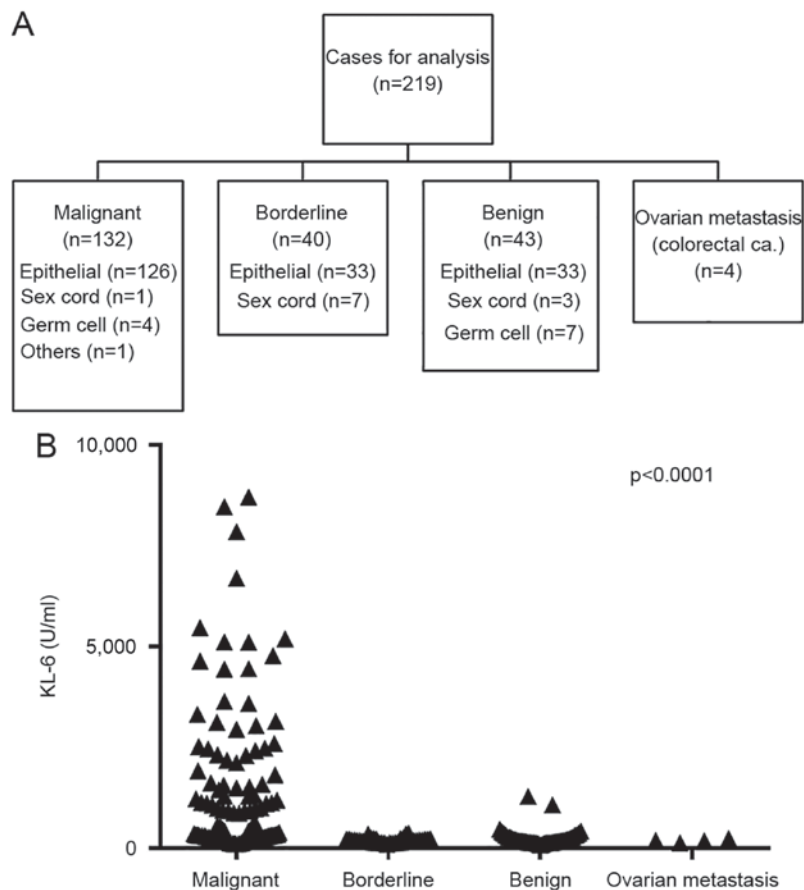 A
Cases for analysis
(n=219)
Malignant
(n=132)
Epithelial (n=126)
Sex cord (n=1)
Germ cell (n=4)
Others (n=1)
Borderline
(n=40)
Epithelial (n=33)
Sex cord (n=7)
Benign
(n=43)
Epithelial (n=33)
Sex cord (n=3)
Germ cell (n=7)
Ovarian metastasis
(colorectal ca.)
(n=4)
B
10,000
5,000
0
KL-6 (U/ml)
p<0.0001
Malignant
Borderline
Benign
Ovarian metastasis